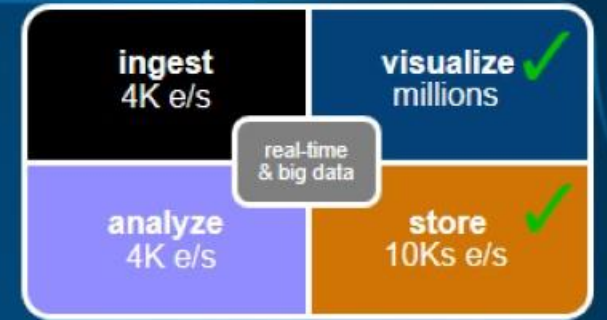 ingest
4K e/s
visualize
millions
real-time
& big data
analyze
4K e/s
store
10Ks e/s